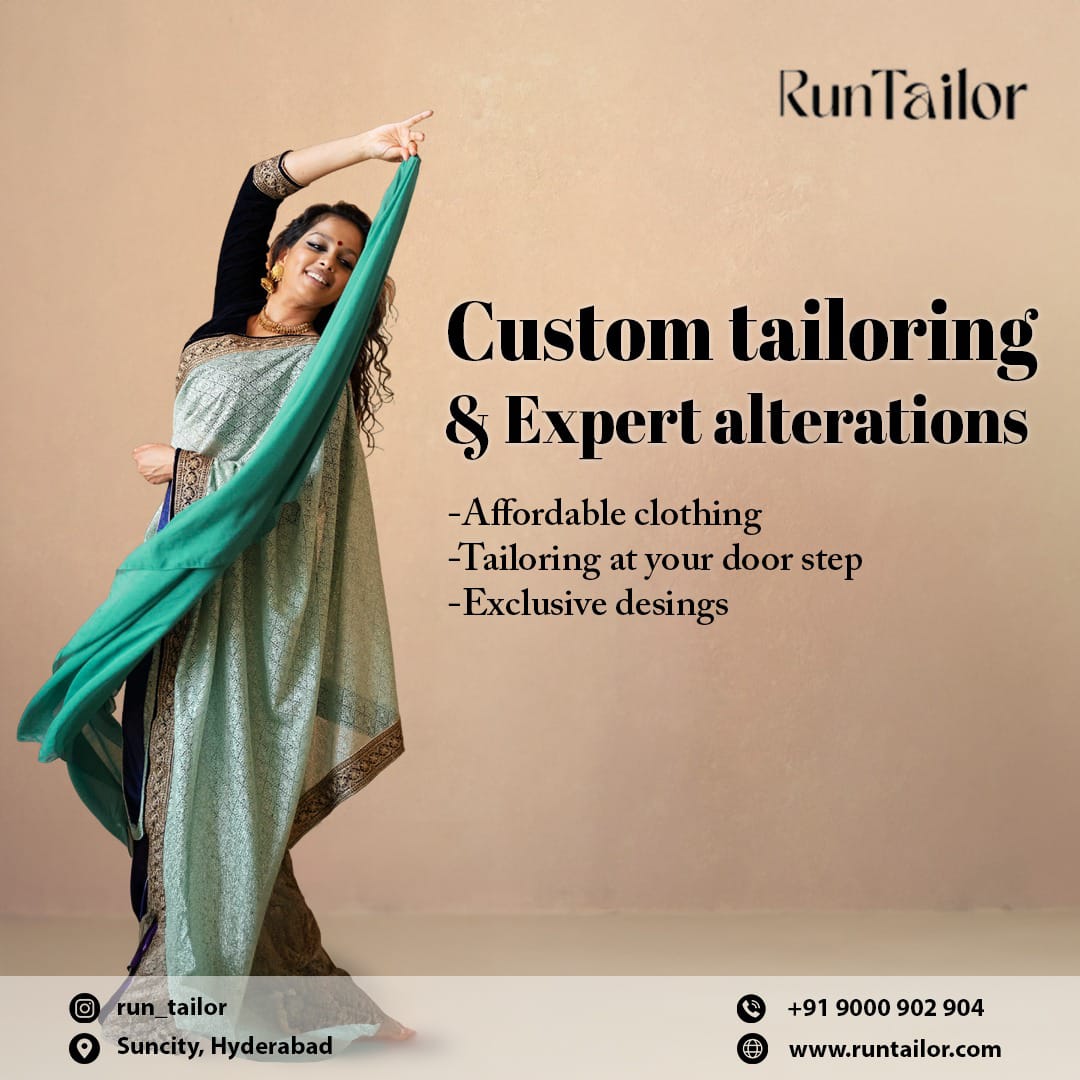 RunTailor
Custom tailoring
& Expert alterations
-Affordable clothing
-Tailoring at your door step
-Exclusive desings
run_tailor
Suncity, Hyderabad
+91 9000 902 904
www.runtailor.com